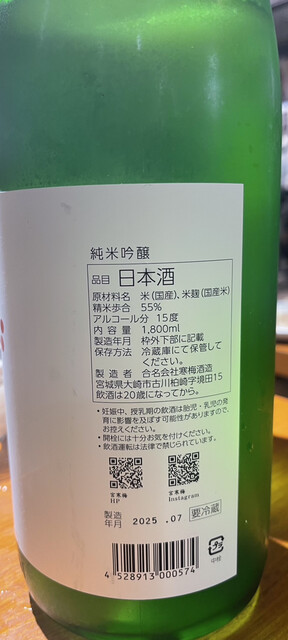 純米吟醸
品目 日本酒
原材料名 米(国産)、米麹(国産米)
精米歩合 55%
アルコール分 15度
内容量 1,800ml
製造年月 枠外下部に記載
保存方法 冷蔵庫にて保管して
ください。
製造者 合名会社寒梅酒造
宮城県大崎市古川柏崎字境田15
飲酒は20歳になってから。
・妊娠中、授乳期の飲酒は胎児・乳児の発
育に影響を及ぼす可能性がありますので、
お控えください。
・開栓には十分お気を付けください。
・飲酒運転は法律で禁じられています。
宮寒梅
HP
宮寒梅
Instagram
製造
年月 2025.07 要冷蔵
4 528913 000574
中栓